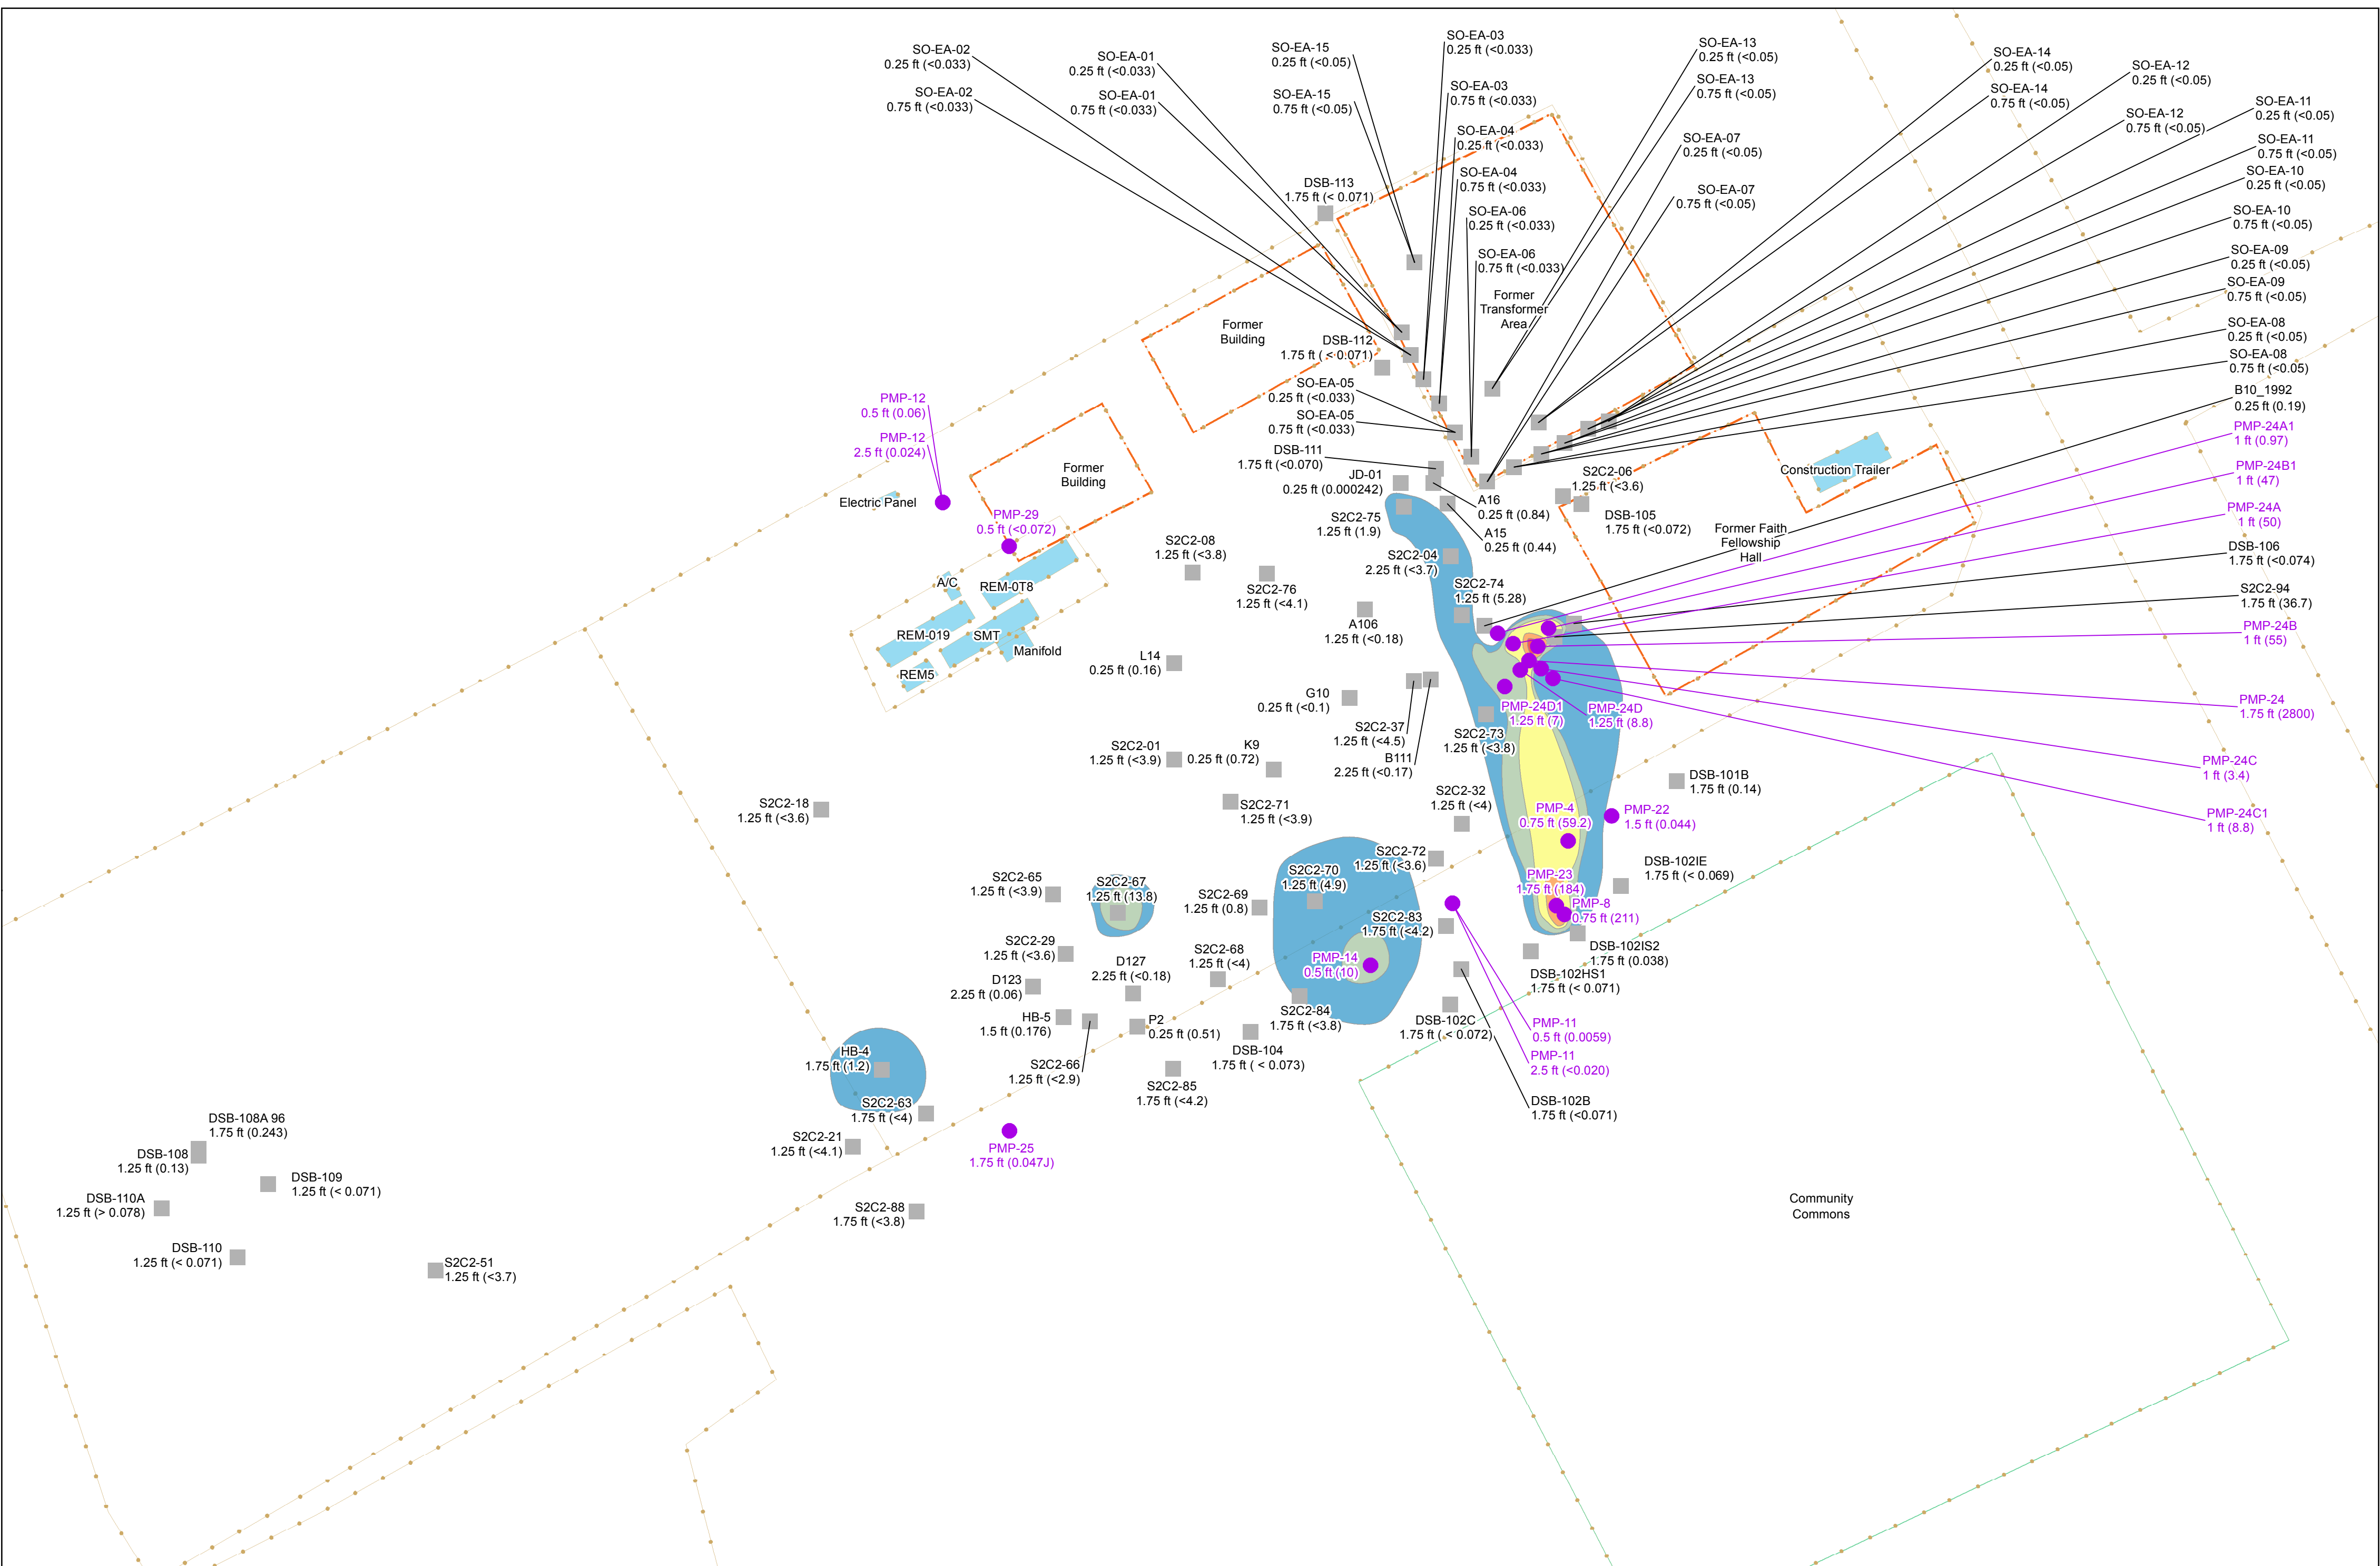 SO-EA-02
0.25 ft (<0.033)
SO-EA-02
0.75 ft (<0.033)
SO-EA-01
0.25 ft (<0.033)
SO-EA-01
0.75 ft (<0.033)
SO-EA-15
0.25 ft (<0.05)
SO-EA-15
0.75 ft (<0.05)
SO-EA-03
0.25 ft (<0.033)
SO-EA-03
0.75 ft (<0.033)
SO-EA-04
0.25 ft (<0.033)
SO-EA-04
0.75 ft (<0.033)
SO-EA-06
0.25 ft (<0.033)
SO-EA-06
0.75 ft (<0.033)
SO-EA-13
0.25 ft (<0.05)
SO-EA-13
0.75 ft (<0.05)
SO-EA-07
0.25 ft (<0.05)
SO-EA-07
0.75 ft (<0.05)
SO-EA-14
0.25 ft (<0.05)
SO-EA-14
0.75 ft (<0.05)
SO-EA-12
0.25 ft (<0.05)
SO-EA-12
0.75 ft (<0.05)
SO-EA-11
0.25 ft (<0.05)
SO-EA-11
0.75 ft (<0.05)
SO-EA-10
0.25 ft (<0.05)
SO-EA-10
0.75 ft (<0.05)
SO-EA-09
0.25 ft (<0.05)
SO-EA-09
0.75 ft (<0.05)
SO-EA-08
0.25 ft (<0.05)
SO-EA-08
0.75 ft (<0.05)
B10_1992
0.25 ft (0.19)
PMP-24A1
1 ft (0.97)
PMP-24B1
1 ft (47)
PMP-24A
1 ft (50)
DSB-106
1.75 ft (<0.074)
S2C2-94
1.75 ft (36.7)
PMP-24B
1 ft (55)
PMP-24
1.75 ft (2800)
PMP-24C
1 ft (3.4)
PMP-24C1
1 ft (8.8)
DSB-113
1.75 ft (< 0.071)
Former
Transformer
Area
Former
Building
DSB-112
1.75 ft ( < 0.071)
SO-EA-05
0.25 ft (<0.033)
SO-EA-05
0.75 ft (<0.033)
DSB-111
1.75 ft (<0.070)
JD-01
0.25 ft (0.000242)
PMP-12
0.5 ft (0.06)
PMP-12
2.5 ft (0.024)
Former
Building
Electric Panel
PMP-29
0.5 ft (<0.072)
Construction Trailer
S2C2-06
1.25 ft (<3.6)
DSB-105
1.75 ft (<0.072)
Former Faith
Fellowship
Hall
A16
0.25 ft (0.84)
A15
0.25 ft (0.44)
S2C2-75
1.25 ft (1.9)
S2C2-04
2.25 ft (<3.7)
S2C2-74
1.25 ft (5.28)
S2C2-08
1.25 ft (<3.8)
S2C2-76
1.25 ft (<4.1)
A106
1.25 ft (<0.18)
A/C
REM-0T8
REM-019
SMT
Manifold
REM5
L14
0.25 ft (0.16)
G10
0.25 ft (<0.1)
S2C2-37
1.25 ft (<4.5)
B111
2.25 ft (<0.17)
S2C2-73
1.25 ft (<3.8)
PMP-24D1
1.25 ft (7)
PMP-24D
1.25 ft (8.8)
S2C2-01
1.25 ft (<3.9)
K9
0.25 ft (0.72)
S2C2-71
1.25 ft (<3.9)
S2C2-18
1.25 ft (<3.6)
S2C2-32
1.25 ft (<4)
PMP-4
0.75 ft (59.2)
PMP-22
1.5 ft (0.044)
DSB-101B
1.75 ft (0.14)
S2C2-72
1.25 ft (<3.6)
DSB-102IE
1.75 ft (< 0.069)
S2C2-65
1.25 ft (<3.9)
S2C2-67
1.25 ft (13.8)
S2C2-69
1.25 ft (0.8)
S2C2-70
1.25 ft (4.9)
PMP-23
1.75 ft (184)
PMP-8
0.75 ft (211)
S2C2-83
1.75 ft (<4.2)
S2C2-29
1.25 ft (<3.6)
D127
2.25 ft (<0.18)
S2C2-68
1.25 ft (<4)
PMP-14
0.5 ft (10)
DSB-102IS2
1.75 ft (0.038)
DSB-102HS1
1.75 ft (< 0.071)
D123
2.25 ft (0.06)
HB-5
1.5 ft (0.176)
P2
0.25 ft (0.51)
S2C2-84
1.75 ft (<3.8)
DSB-102C
1.75 ft ( < 0.072)
PMP-11
0.5 ft (0.0059)
PMP-11
2.5 ft (<0.020)
DSB-102B
1.75 ft (<0.071)
HB-4
1.75 ft (1.2)
S2C2-66
1.25 ft (<2.9)
DSB-104
1.75 ft ( < 0.073)
S2C2-85
1.75 ft (<4.2)
S2C2-63
1.75 ft (<4)
S2C2-21
1.25 ft (<4.1)
PMP-25
1.75 ft (0.047J)
DSB-108A 96
1.75 ft (0.243)
DSB-108
1.25 ft (0.13)
DSB-109
1.25 ft (< 0.071)
DSB-110A
1.25 ft (> 0.078)
S2C2-88
1.75 ft (<3.8)
Community
Commons
DSB-110
1.25 ft (< 0.071)
S2C2-51
1.25 ft (<3.7)